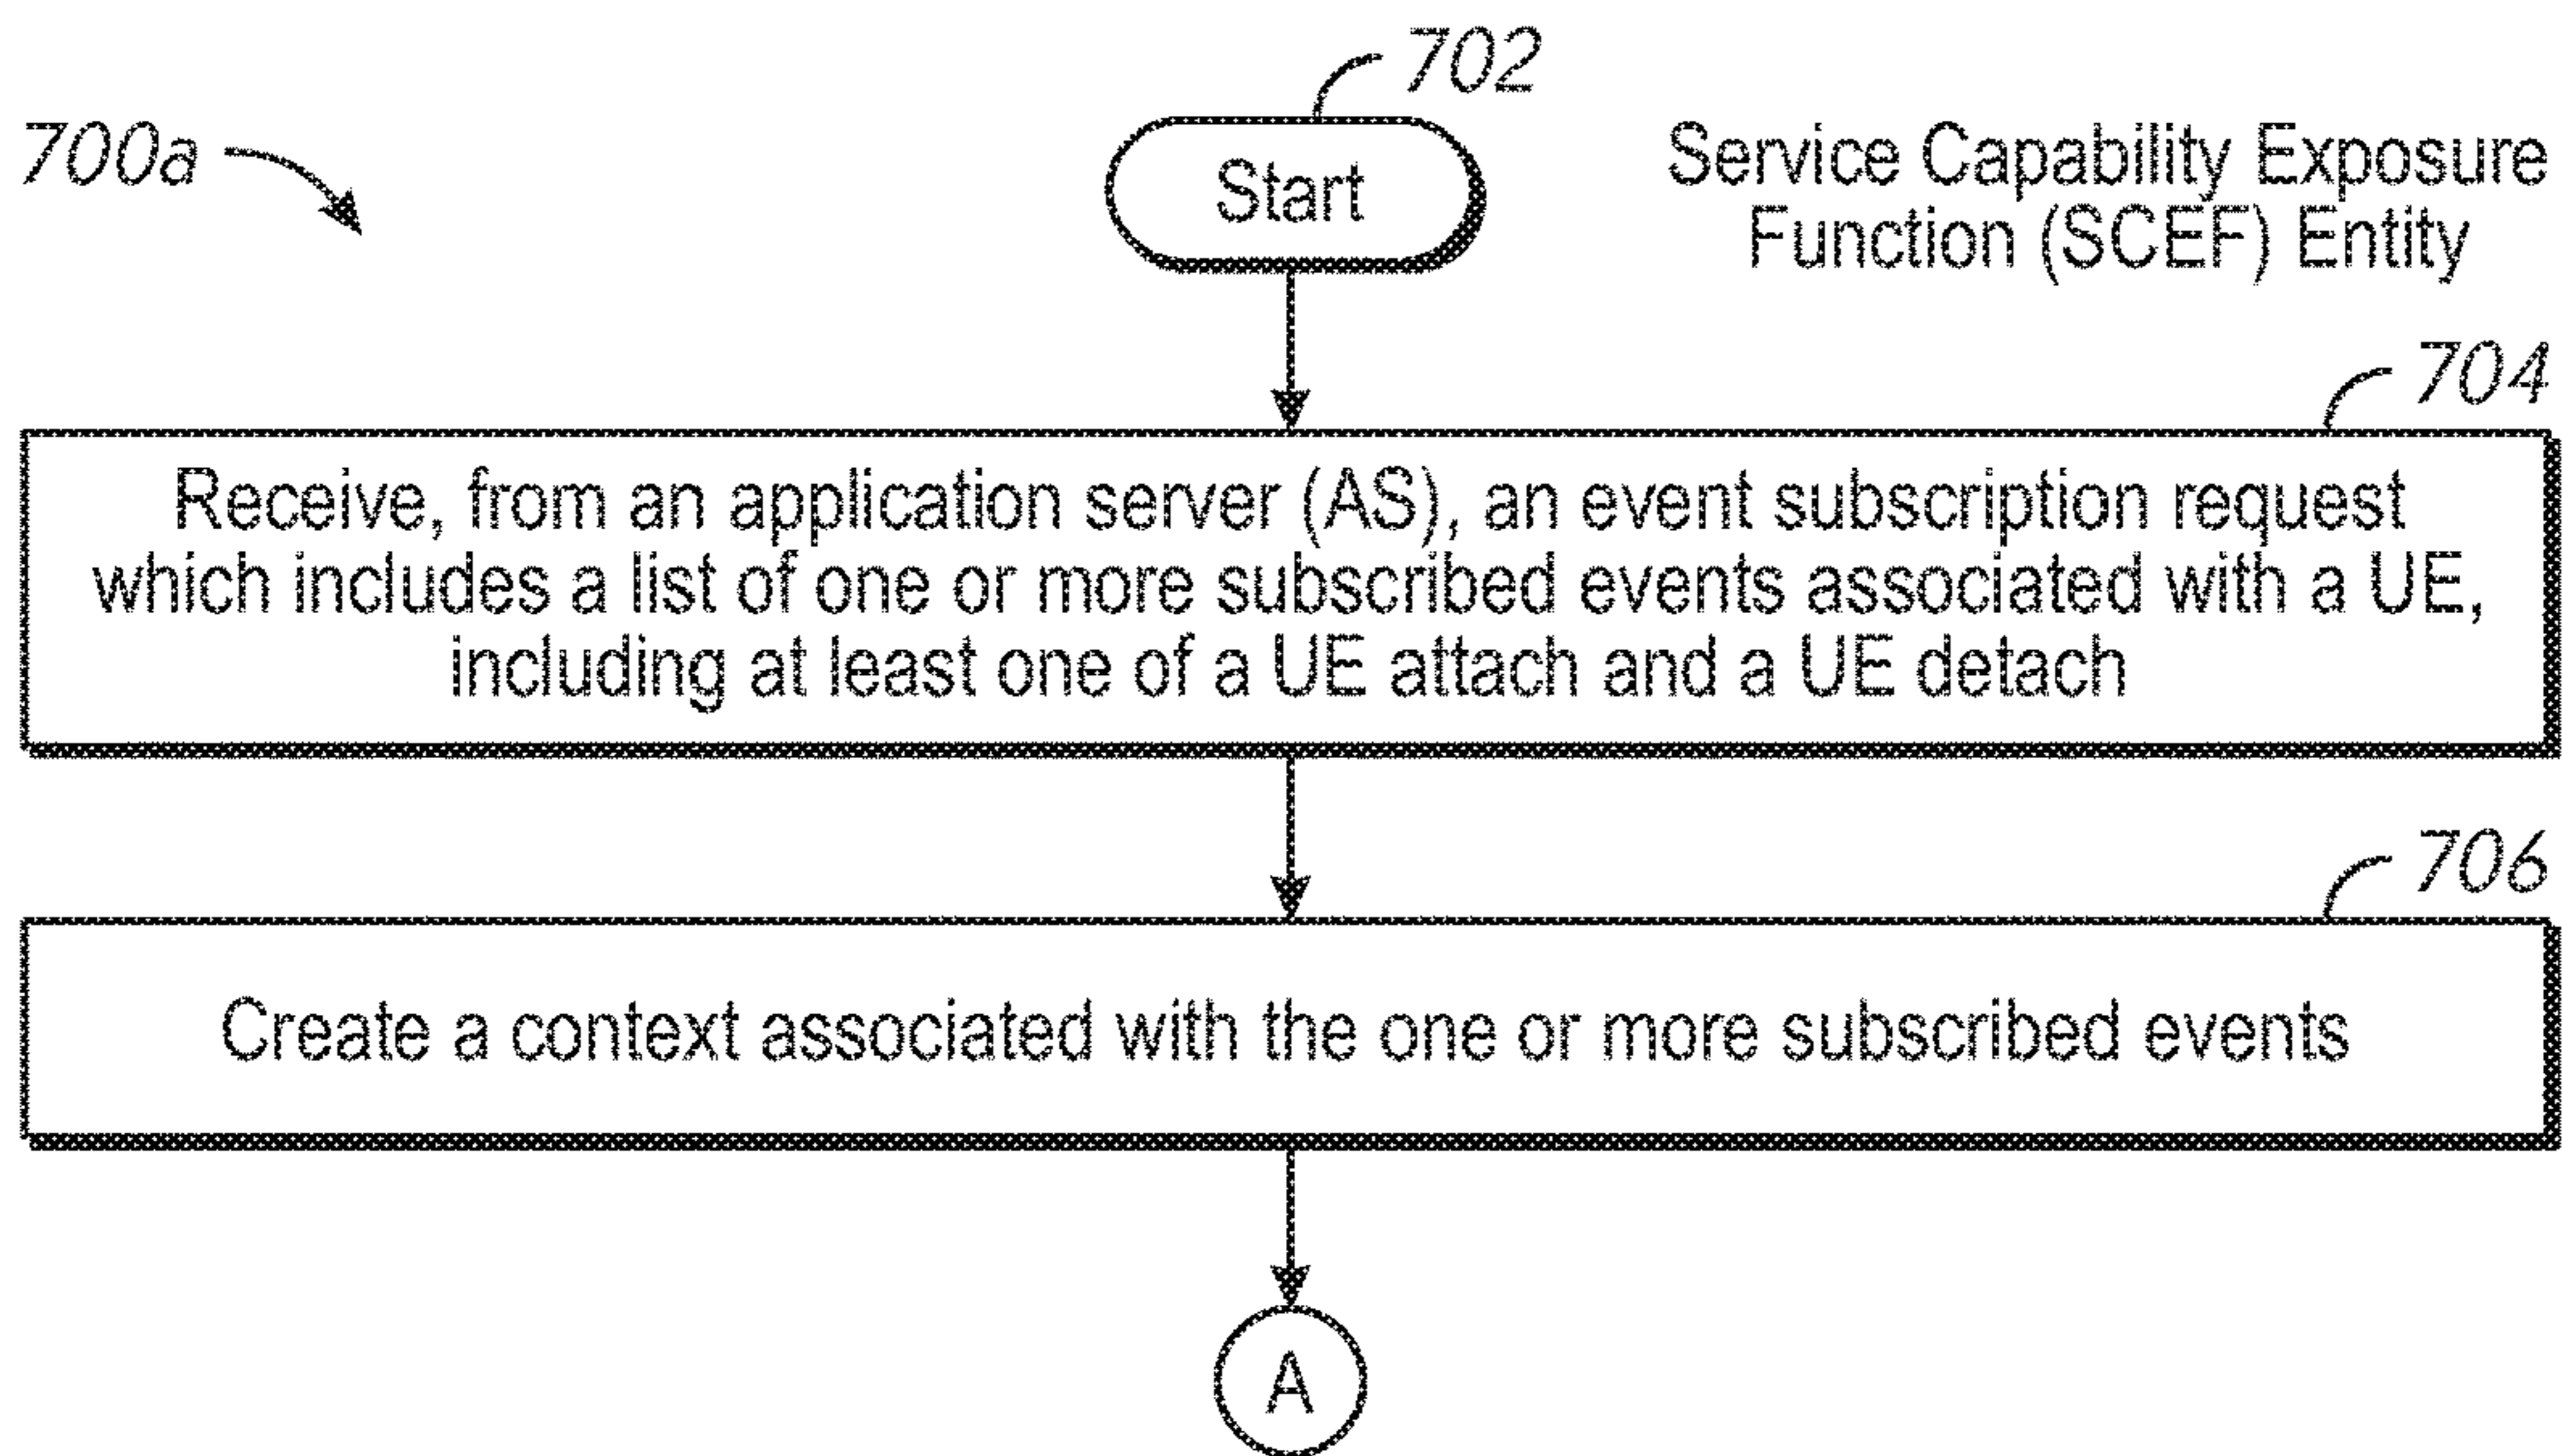 702
700a
Start
Service Capability Exposure
Function (SCEF) Entity
704
Receive, from an application server (AS), an event subscription request
which includes a list of one or more subscribed events associated with a UE,
including at least one of a UE attach and a UE detach
706
Create a context associated with the one or more subscribed events
A